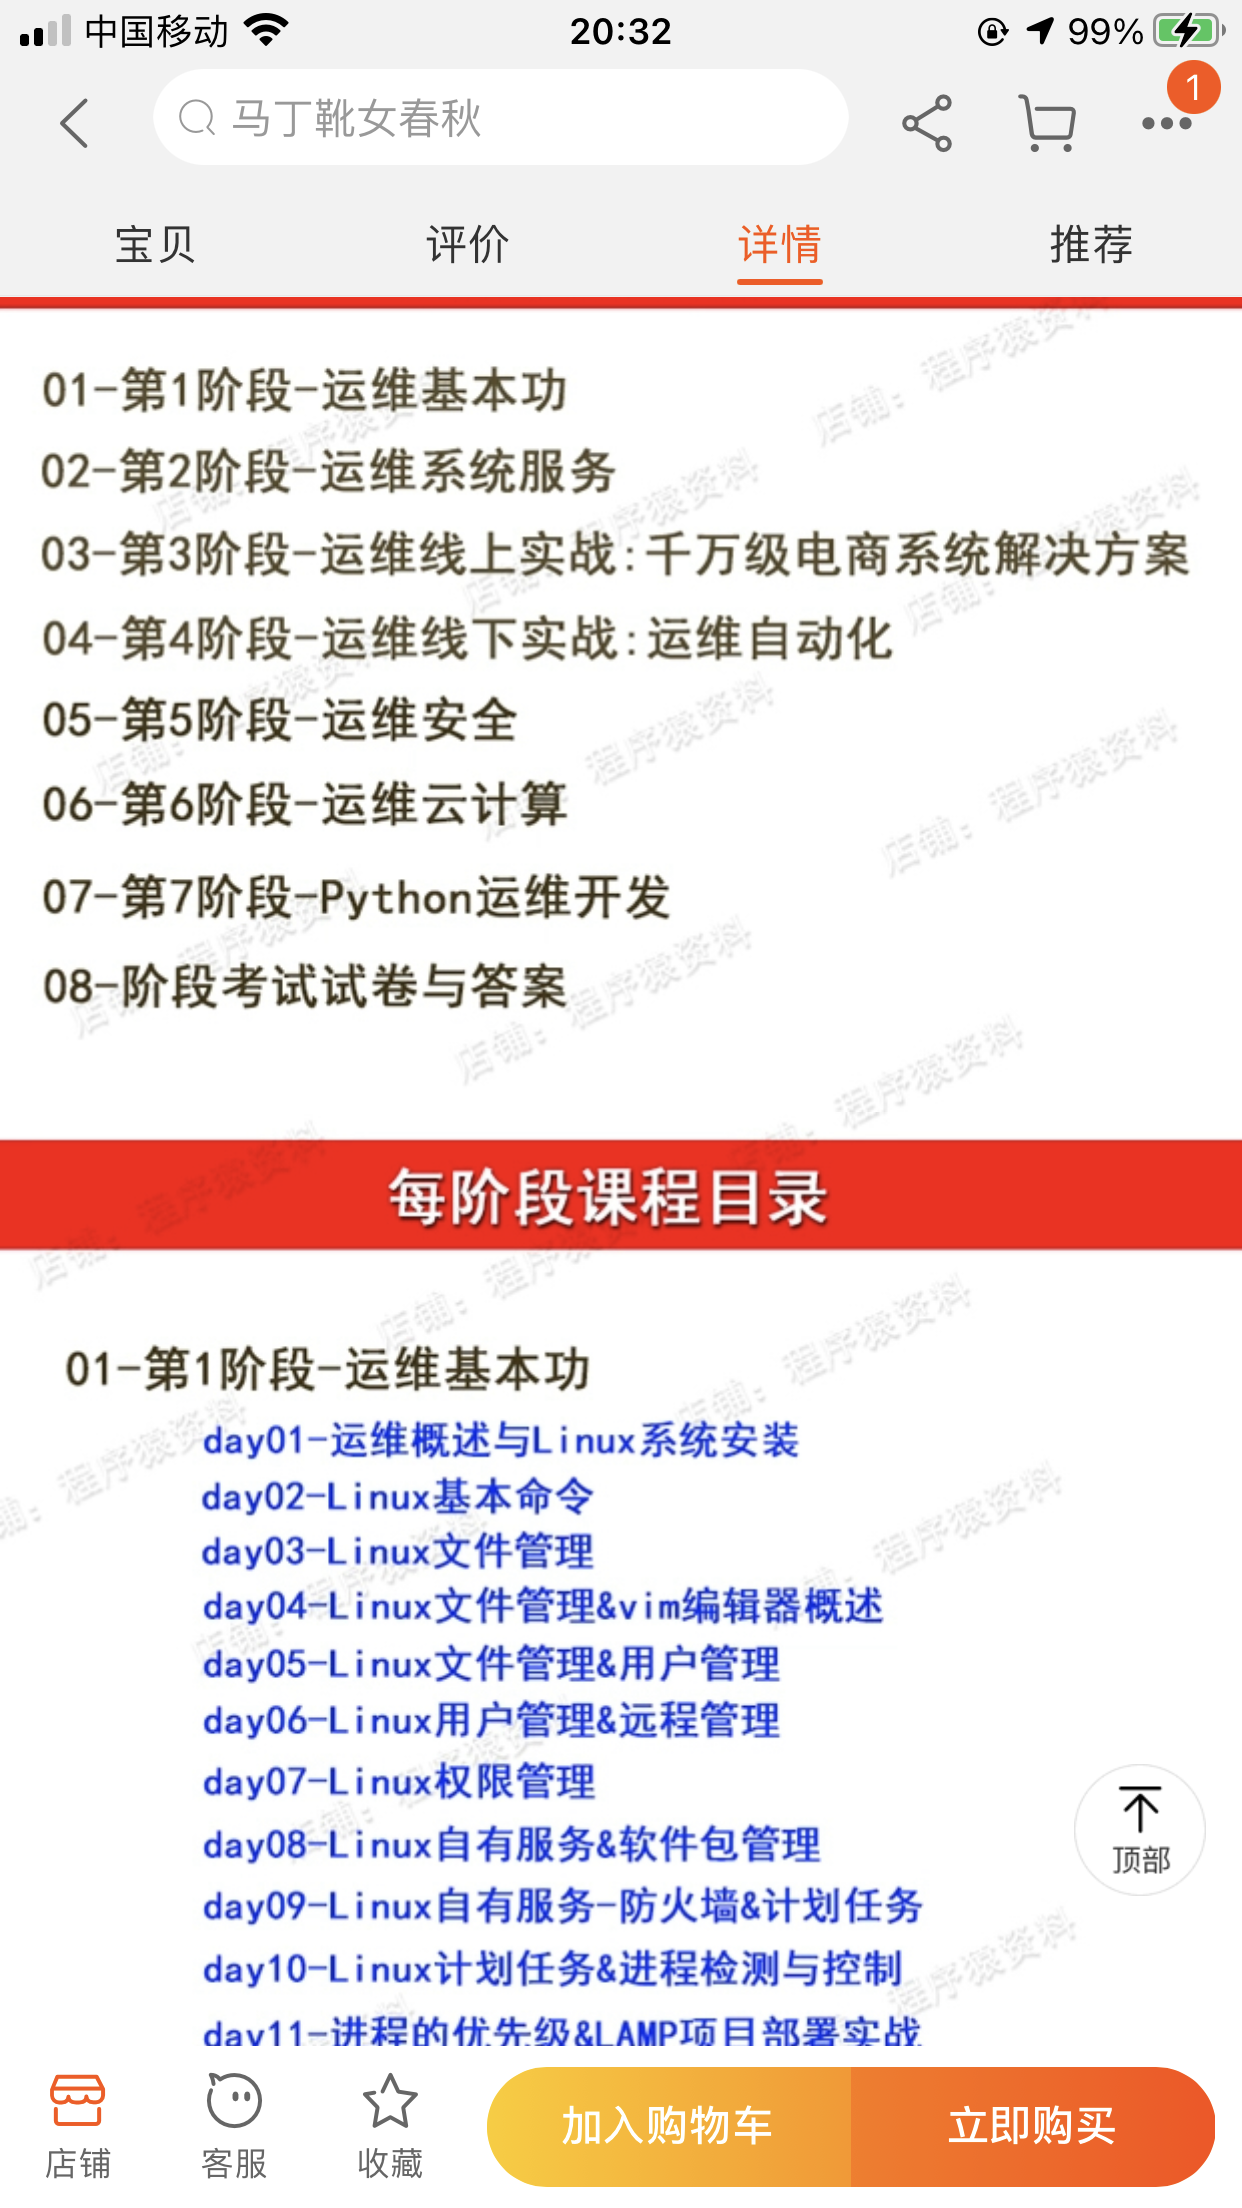 中国移动
20:32
99%
马丁靴女春秋
1
宝贝
评价
详情
推荐
01-第1阶段-运维基本功
02-第2阶段-运维系统服务
03-第3阶段-运维线上实战:千万级电商系统解决方案
04-第4阶段-运维线下实战:运维自动化
05-第5阶段-运维安全
06-第6阶段-运维云计算
07-第7阶段-Python运维开发
08-阶段考试试卷与答案
店铺：程序猿资料
每阶段课程目录
01-第1阶段-运维基本功
day01-运维概述与Linux系统安装
day02-Linux基本命令
day03-Linux文件管理
day04-Linux文件管理&vim编辑器概述
day05-Linux文件管理&用户管理
day06-Linux用户管理&远程管理
day07-Linux权限管理
day08-Linux自有服务&软件包管理
day09-Linux自有服务-防火墙&计划任务
day10-Linux计划任务&进程检测与控制
day11-进程的优先级&LAMP项目部署实战
顶部
店铺
客服
收藏
加入购物车
立即购买